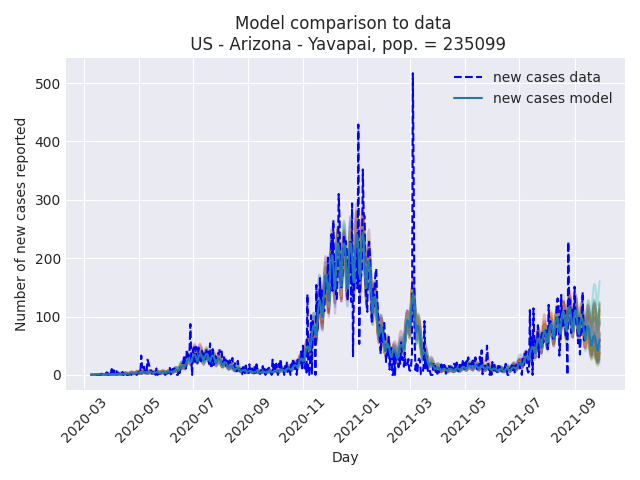 Model comparison to data
US - Arizona - Yavapai, pop. = 235099
new cases data
new cases model
Number of new cases reported
500
400
300
200
100
0
2020-03
2020-05
2020-07
2020-09
2020-11
2021-01
2021-03
2021-05
2021-07
2021-09
Day